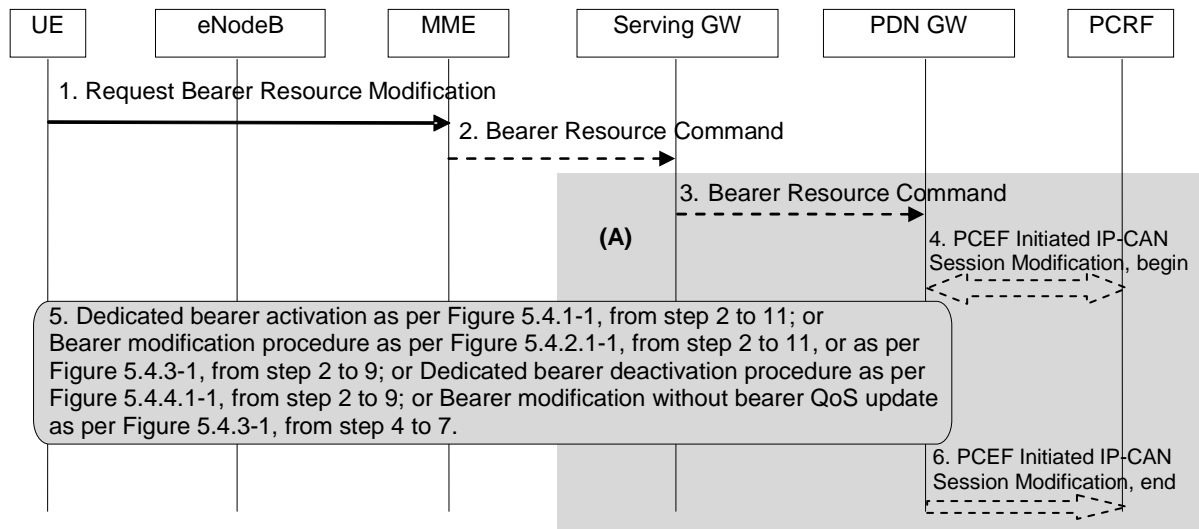 UE
eNodeB
MME
Serving GW
PDN GW
PCRF
1. Request Bearer Resource Modification
2. Bearer Resource Command
3. Bearer Resource Command
(A)
4. PCEF Initiated IP-CAN
Session Modification, begin
5. Dedicated bearer activation as per Figure 5.4.1-1, from step 2 to 11; or
Bearer modification procedure as per Figure 5.4.2.1-1, from step 2 to 11, or as per
Figure 5.4.3-1, from step 2 to 9; or Dedicated bearer deactivation procedure as per
Figure 5.4.4.1-1, from step 2 to 9; or Bearer modification without bearer QoS update
as per Figure 5.4.3-1, from step 4 to 7.
6. PCEF Initiated IP-CAN
Session Modification, end